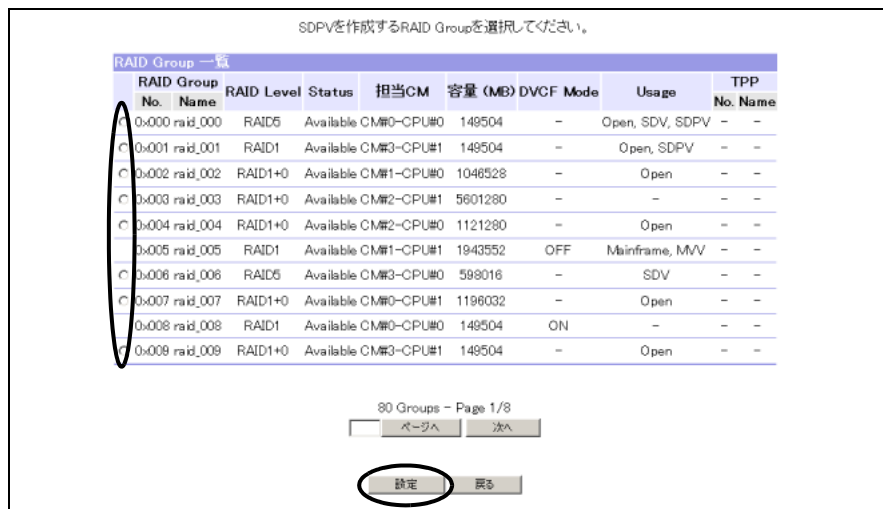 SDPVを作成するRAID Groupを選択してください。
RAID Group 一覧
RAID Group RAID Level Status 担当CM 容量 (MB) DVCF Mode Usage TPP
No. Name No. Name
0x000 raid_000 RAID5 Available CM#0-CPU#0 149504 - Open, SDV, SDPV - -
0x001 raid_001 RAID1 Available CM#3-CPU#1 149504 - Open, SDPV - -
0x002 raid_002 RAID1+0 Available CM#1-CPU#0 1046528 - Open - -
0x003 raid_003 RAID1+0 Available CM#2-CPU#1 5601280 - - - -
0x004 raid_004 RAID1+0 Available CM#2-CPU#0 1121280 - Open - -
0x005 raid_005 RAID1 Available CM#1-CPU#1 1943552 OFF Mainframe, MVV - -
0x006 raid_006 RAID5 Available CM#3-CPU#0 598016 - SDV - -
0x007 raid_007 RAID1+0 Available CM#0-CPU#1 1196032 - Open - -
0x008 raid_008 RAID1 Available CM#0-CPU#0 149504 ON - - -
0x009 raid_009 RAID1+0 Available CM#3-CPU#1 149504 - Open - -
80 Groups - Page 1/8
ページへ 次へ
設定 戻る